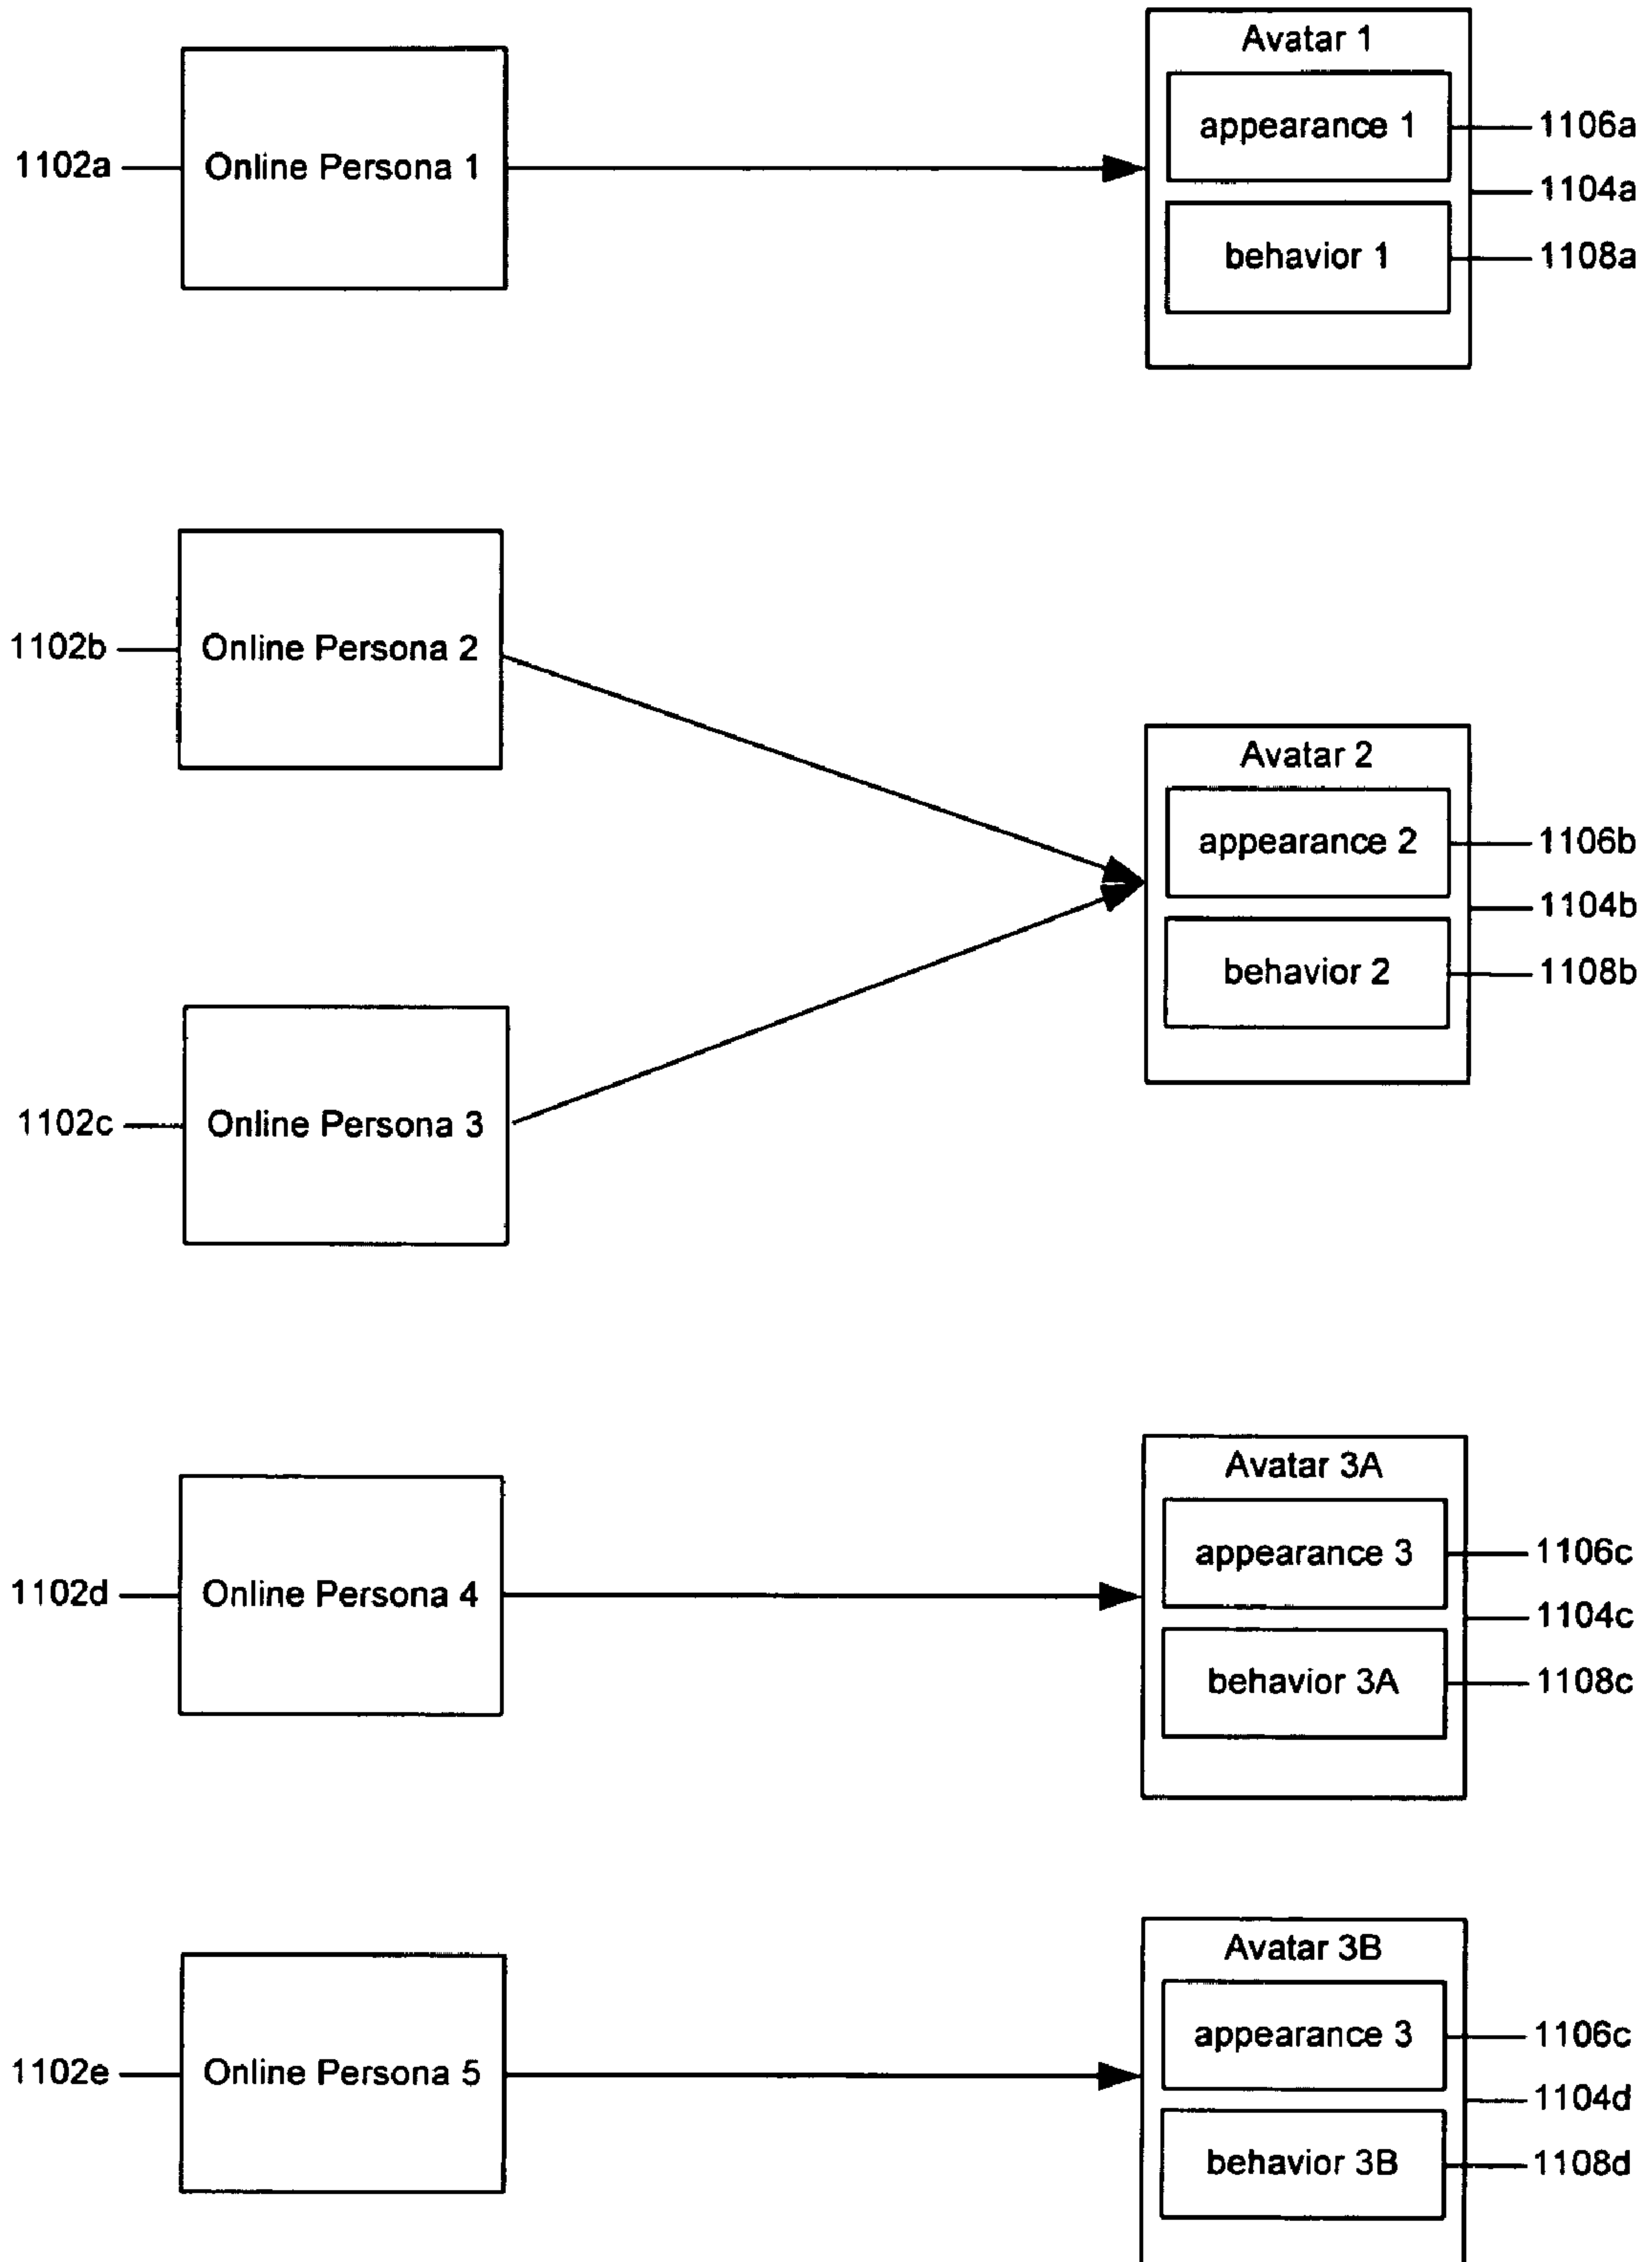 Avatar 1
appearance 1
1106a
1102a
Online Persona 1
1104a
behavior 1
1108a
1102b
Online Persona 2
Avatar 2
appearance 2
1106b
1104b
behavior 2
1108b
1102c
Online Persona 3
Avatar 3A
appearance 3
1106c
1102d
Online Persona 4
1104c
behavior 3A
1108c
Avatar 3B
appearance 3
1106c
1102e
Online Persona 5
1104d
behavior 3B
1108d